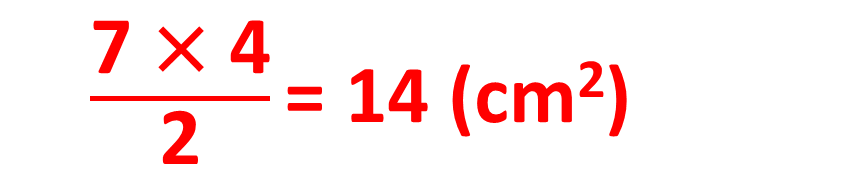 7 × 4
2
= 14 (cm²)